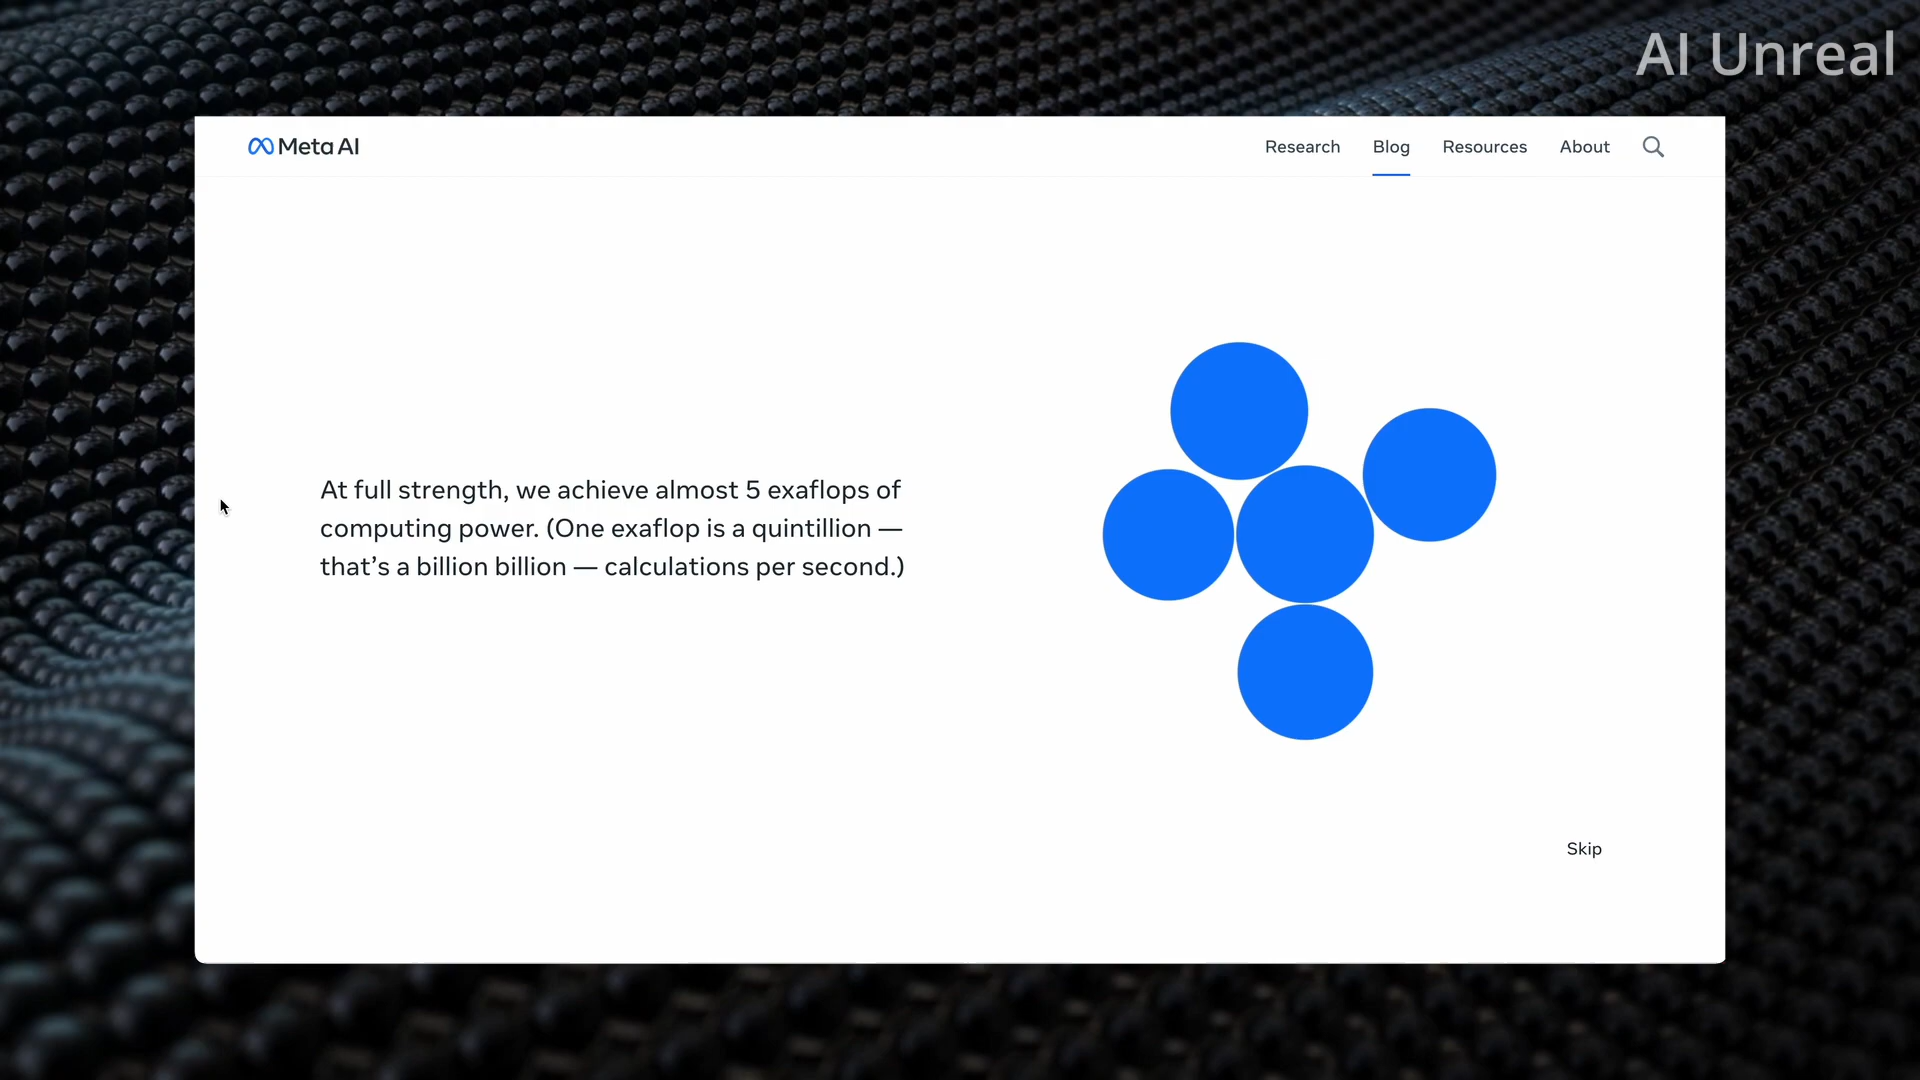 AI Unreal
Meta AI
Research
Blog
Resources
About
At full strength, we achieve almost 5 exaflops of
computing power. (One exaflop is a quintillion —
that’s a billion billion — calculations per second.)
Skip